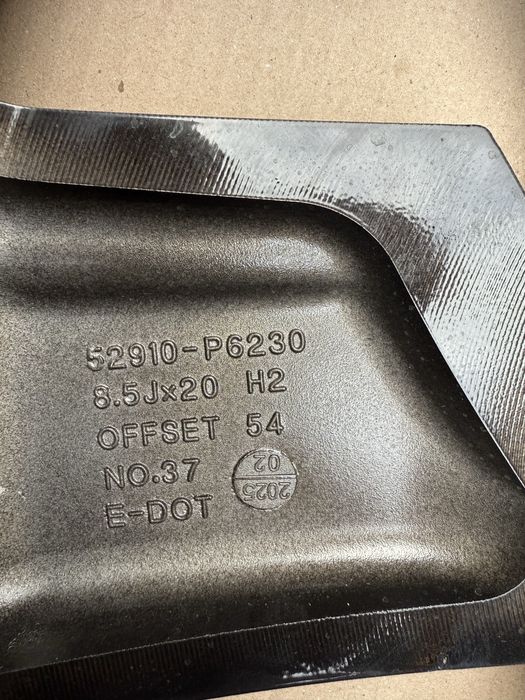 52910-P6230
8.5J×20 H2
OFFSET 54
NO.37
E-DOT
2025
02